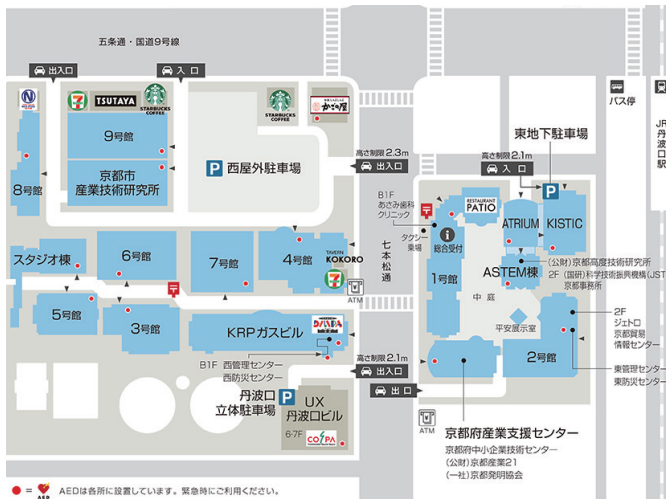 五条通・国道9号線
出入口
入口
TSUTAYA
STARBUCKS COFFEE
STARBUCKS COFFEE
かごの屋
バス停
JR丹波口駅
9号館
京都市
産業技術研究所
8号館
P 西屋外駐車場
高さ制限2.3m
出入口
東地下駐車場
高さ制限2.1m
入口
P
B1F
あさみ歯科
クリニック
タクシー
乗場
RESTAURANT
PATIO
ATRIUM
KISTIC
総合受付
七本松通
スタジオ棟
6号館
7号館
4号館
TAVERN
KOKORO
ATM
1号館
ASTEM棟
(公財)京都高度技術研究所
2F (国研)科学技術振興機構(JST)
京都事務所
中庭
平安展示室
5号館
3号館
KRPガスビル
B1F 西管理センター
西防災センター
2F
ジェトロ
京都貿易
情報センター
2号館
東管理センター
東防災センター
高さ制限2.1m
出入口
出口
丹波口
立体駐車場
P
UX
丹波口ビル
6・7F
COSPA
ATM
京都府産業支援センター
京都府中小企業技術センター
(公財)京都産業21
(一社)京都発明協会
● = AED AEDは各所に設置しています。緊急時にご利用ください。